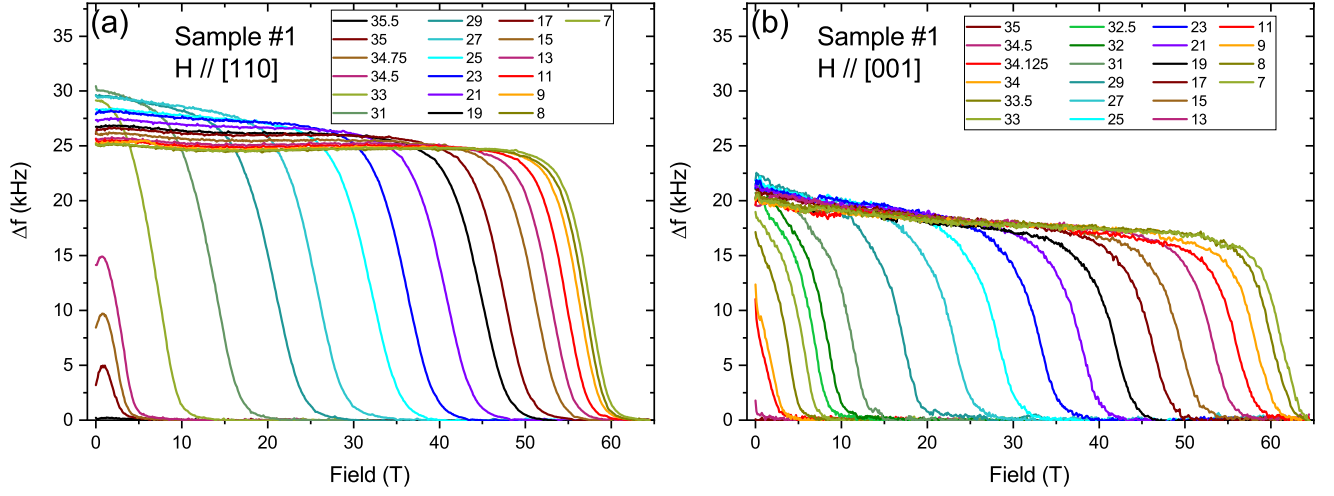 (a)
Sample #1
H // [110]
35.5 29 17 7
35 27 15
34.75 25 13
34.5 23 11
33 21 9
31 19 8
Δf (kHz)
35
30
25
20
15
10
5
0
0 10 20 30 40 50 60
Field (T)
(b)
Sample #1
H // [001]
35 32.5 23 11
34.5 32 21 9
34.125 31 19 8
34 29 17 7
33.5 27 15
33 25 13
Δf (kHz)
35
30
25
20
15
10
5
0
0 10 20 30 40 50 60
Field (T)